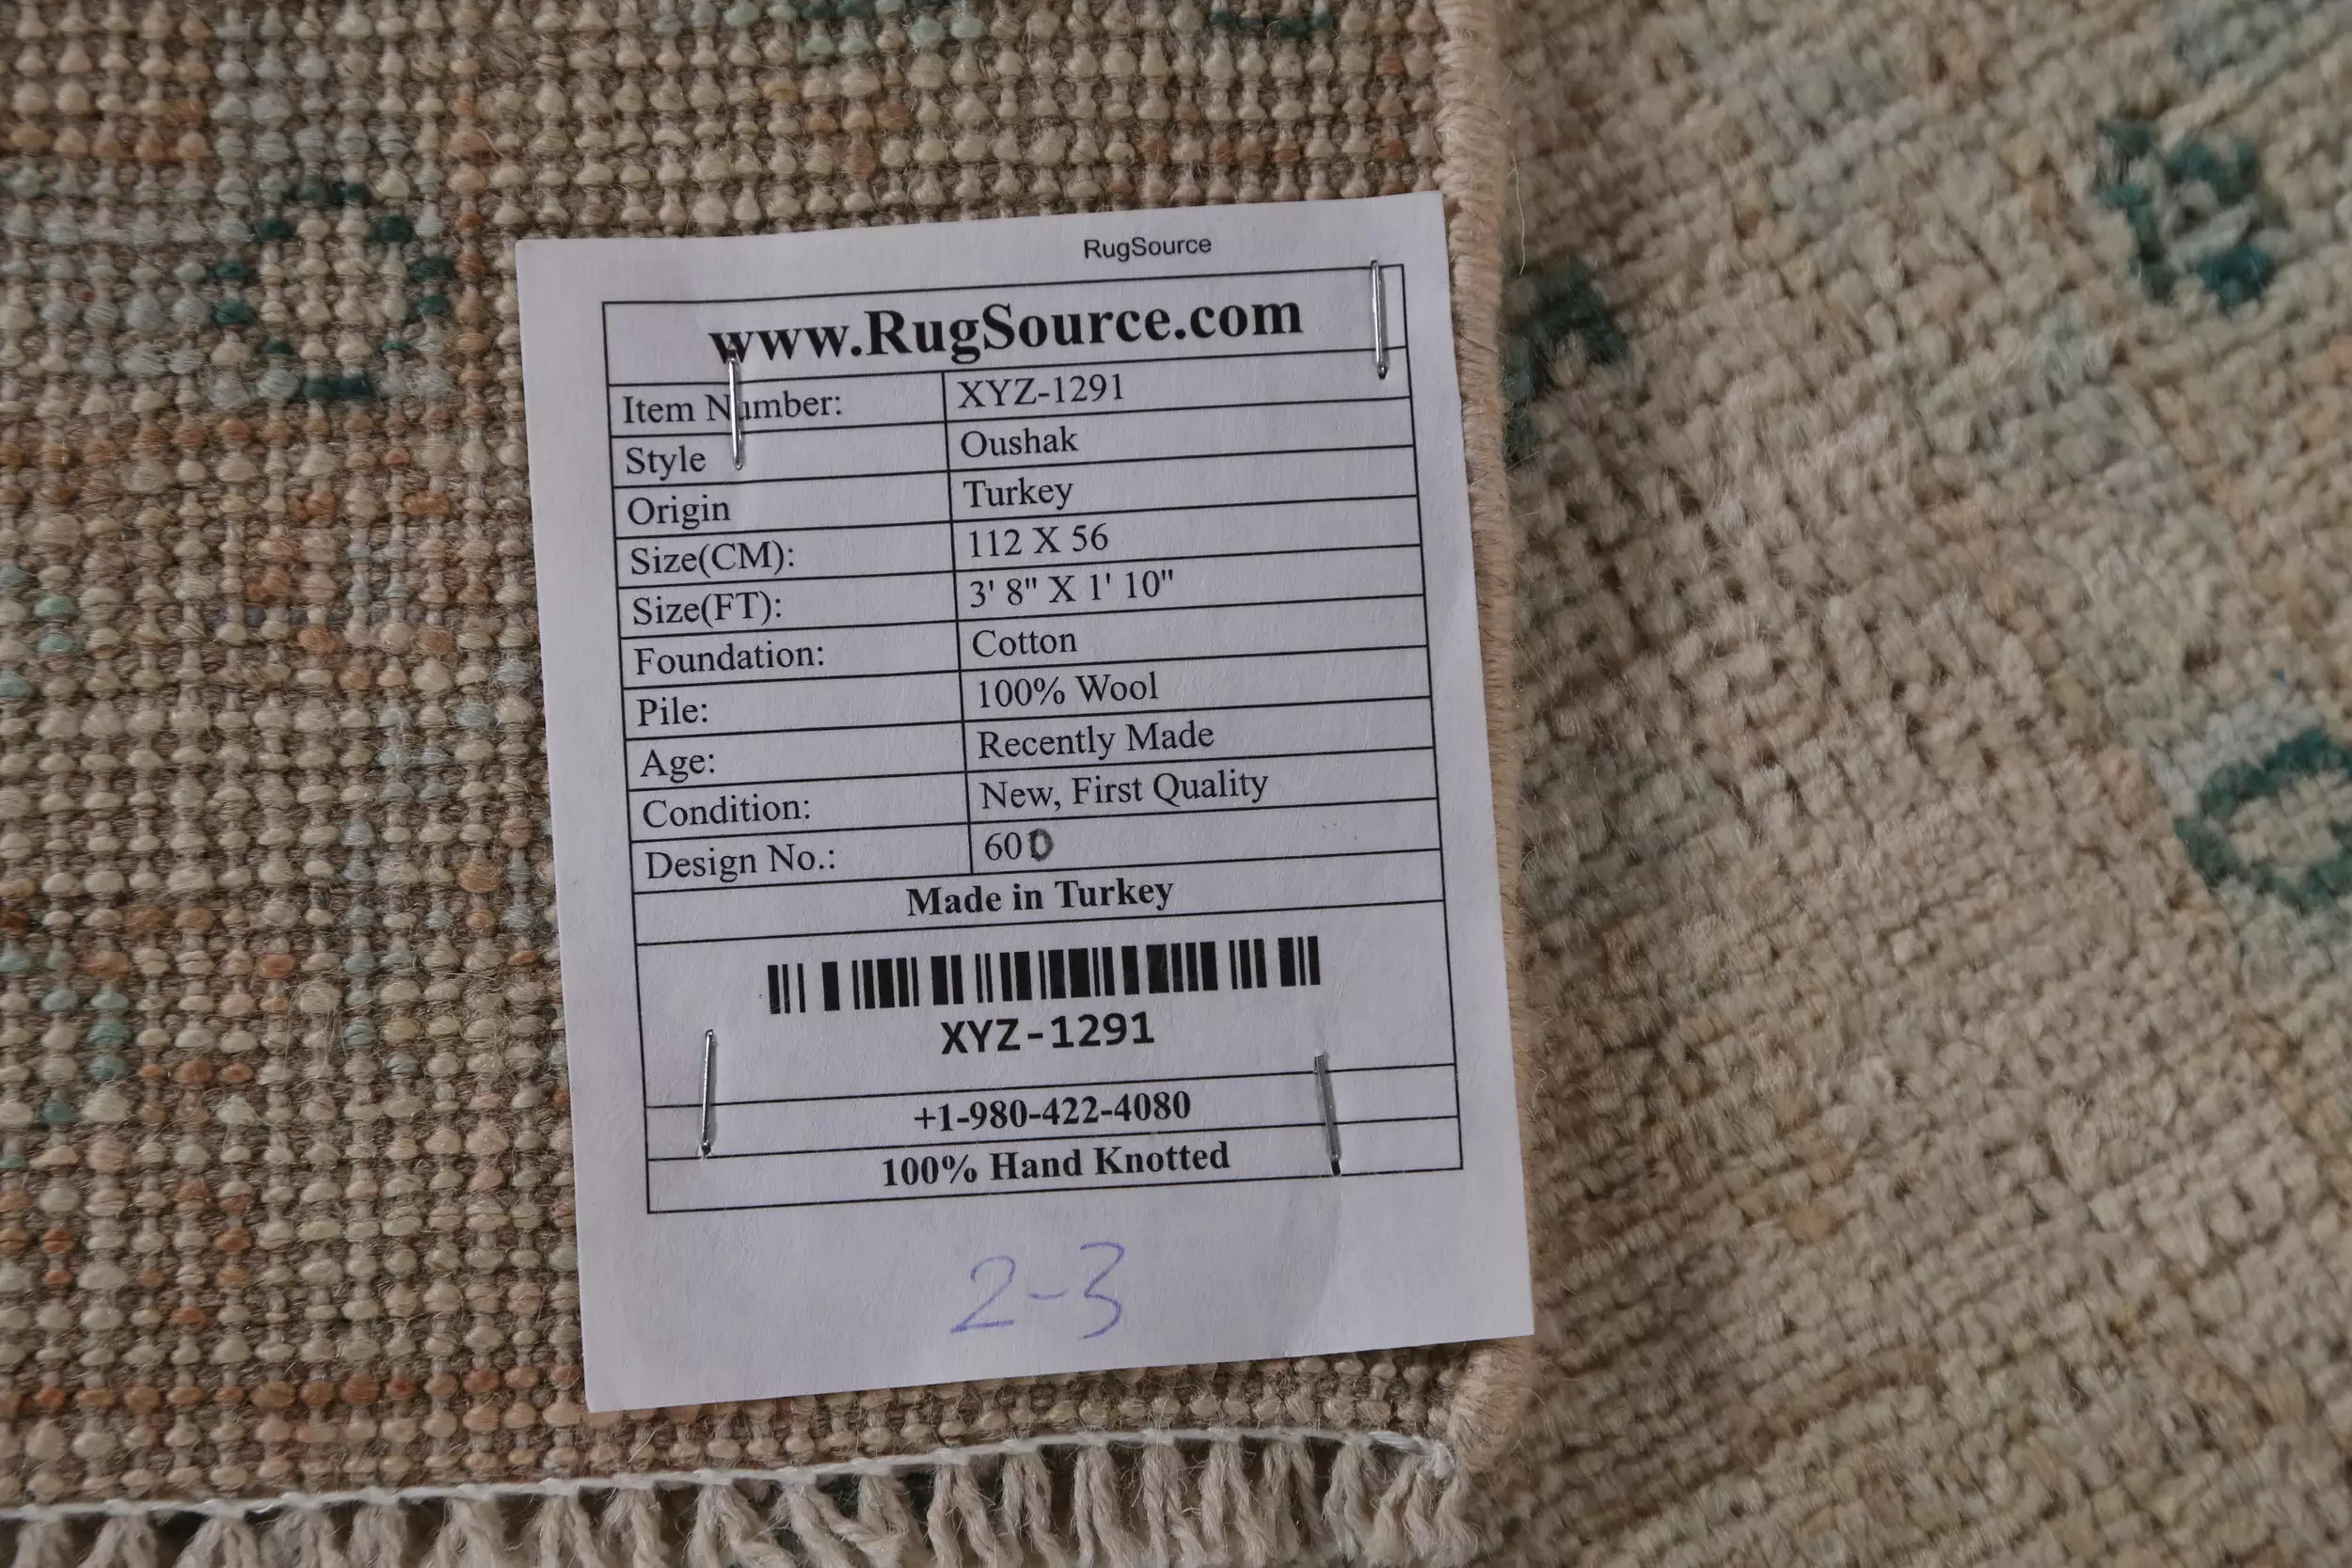 RugSource
www.RugSource.com
Item Number: XYZ-1291
Style Oushak
Origin Turkey
Size(CM): 112 X 56
Size(FT): 3' 8" X 1' 10"
Foundation: Cotton
Pile: 100% Wool
Age: Recently Made
Condition: New, First Quality
Design No.: 600
Made in Turkey
XYZ-1291
+1-980-422-4080
100% Hand Knotted
2-3